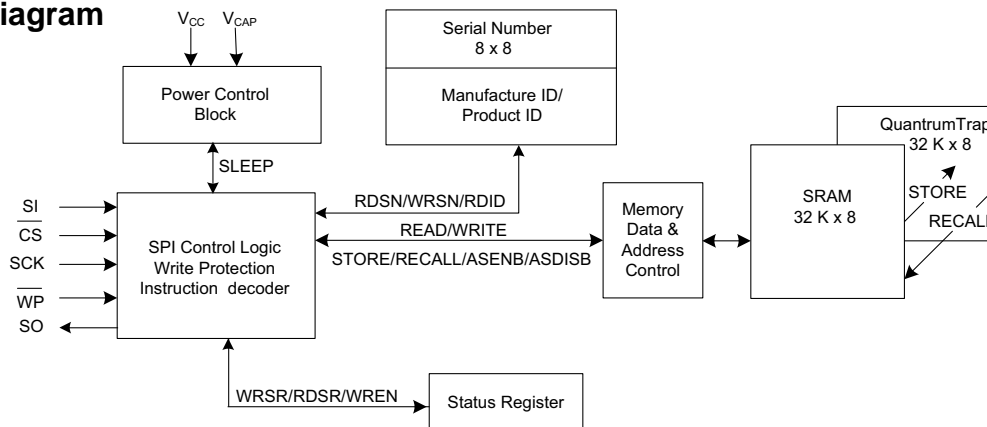 iagram
V_CC V_CAP
Serial Number
8 x 8
Manufacture ID/
Product ID
Power Control
Block
QuantumTrap
32 K x 8
SLEEP
SRAM
32 K x 8
STORE
RECALL
RDSN/WRSN/RDID
READ/WRITE
STORE/RECALL/ASENB/ASDISB
Memory
Data &
Address
Control
SI
CS
SCK
WP
SO
SPI Control Logic
Write Protection
Instruction decoder
WRSR/RDSR/WREN
Status Register